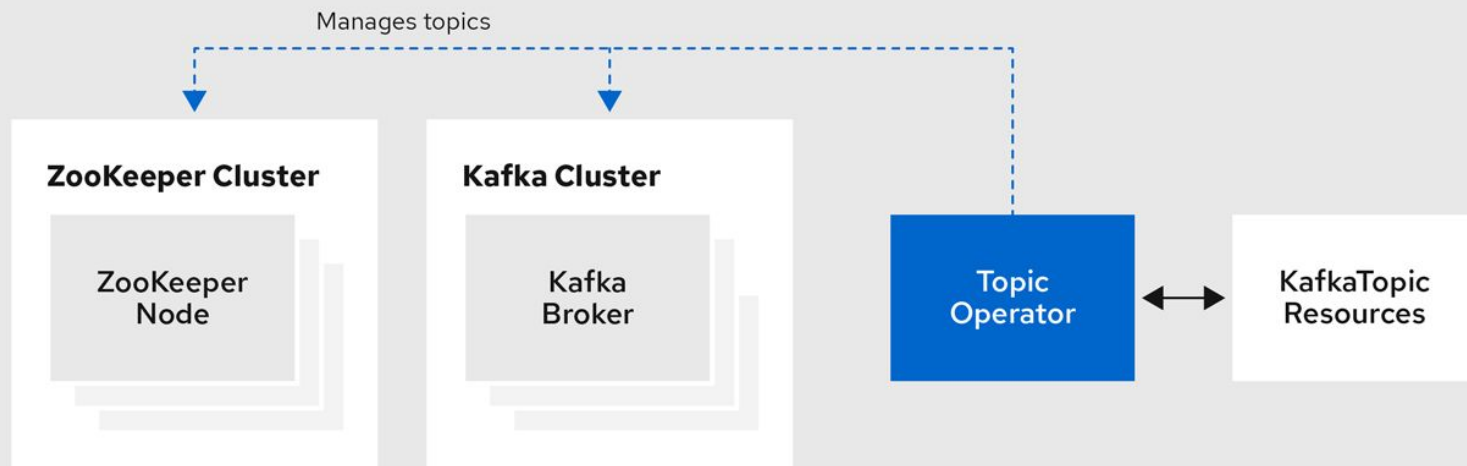 Manages topics
ZooKeeper Cluster
Kafka Cluster
ZooKeeper
Node
Kafka
Broker
Topic
Operator
KafkaTopic
Resources